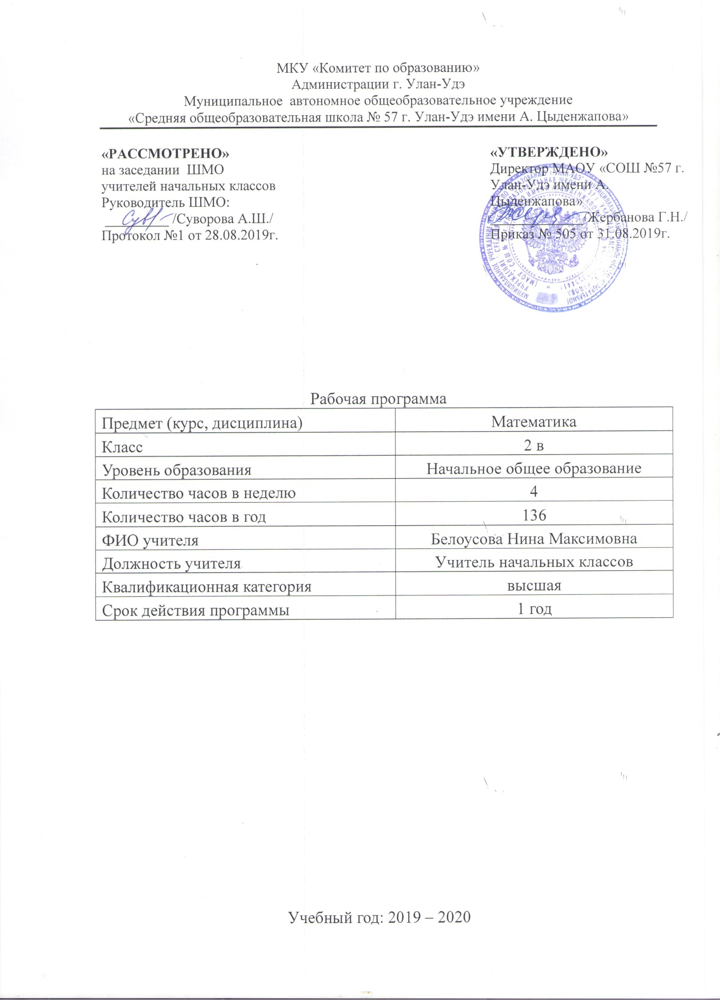 МКУ «Комитет по образованию»
Администрации г. Улан-Удэ
Муниципальное автономное общеобразовательное учреждение
«Средняя общеобразовательная школа № 57 г. Улан-Удэ имени А. Цыденжапова»
«РАССМОТРЕНО»
на заседании ШМО
учителей начальных классов
Руководитель ШМО:
/Суворова А.Ш./
Протокол №1 от 28.08.2019г.
«УТВЕРЖДЕНО»
Директор МАОУ «СОШ №57 г.
Улан-Удэ имени А.
Цыденжапова»
/Жербанова Г.Н./
Приказ № 505 от 31.08.2019г.
Рабочая программа
Предмет (курс, дисциплина) Математика
Класс 2 в
Уровень образования Начальное общее образование
Количество часов в неделю 4
Количество часов в год 136
ФИО учителя Белоусова Нина Максимовна
Должность учителя Учитель начальных классов
Квалификационная категория высшая
Срок действия программы 1 год
Учебный год: 2019 – 2020